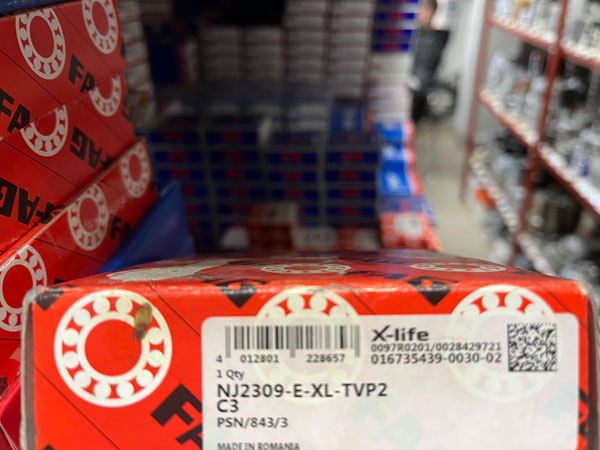 FAG
FAG
FAG
X-life
0097R0201/0028429721
016735439-0030-02
4 012801 228657
1 Qty
NJ2309-E-XL-TVP2
C3
PSN/843/3
MADE IN ROMANIA